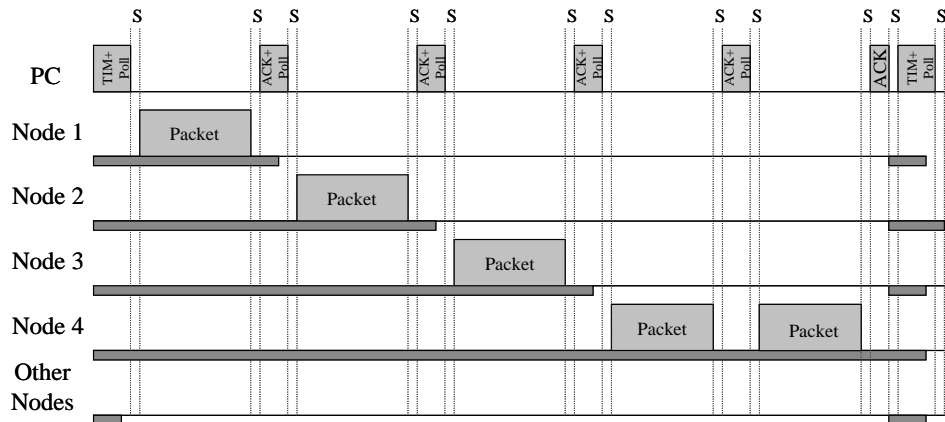 S S S S S S S S S S S
PC
TIM+ Poll
ACK+ Poll
ACK+ Poll
ACK+ Poll
ACK+ Poll
ACK
TIM+ Poll
Node 1
Packet
Node 2
Packet
Node 3
Packet
Node 4
Packet
Packet
Other
Nodes